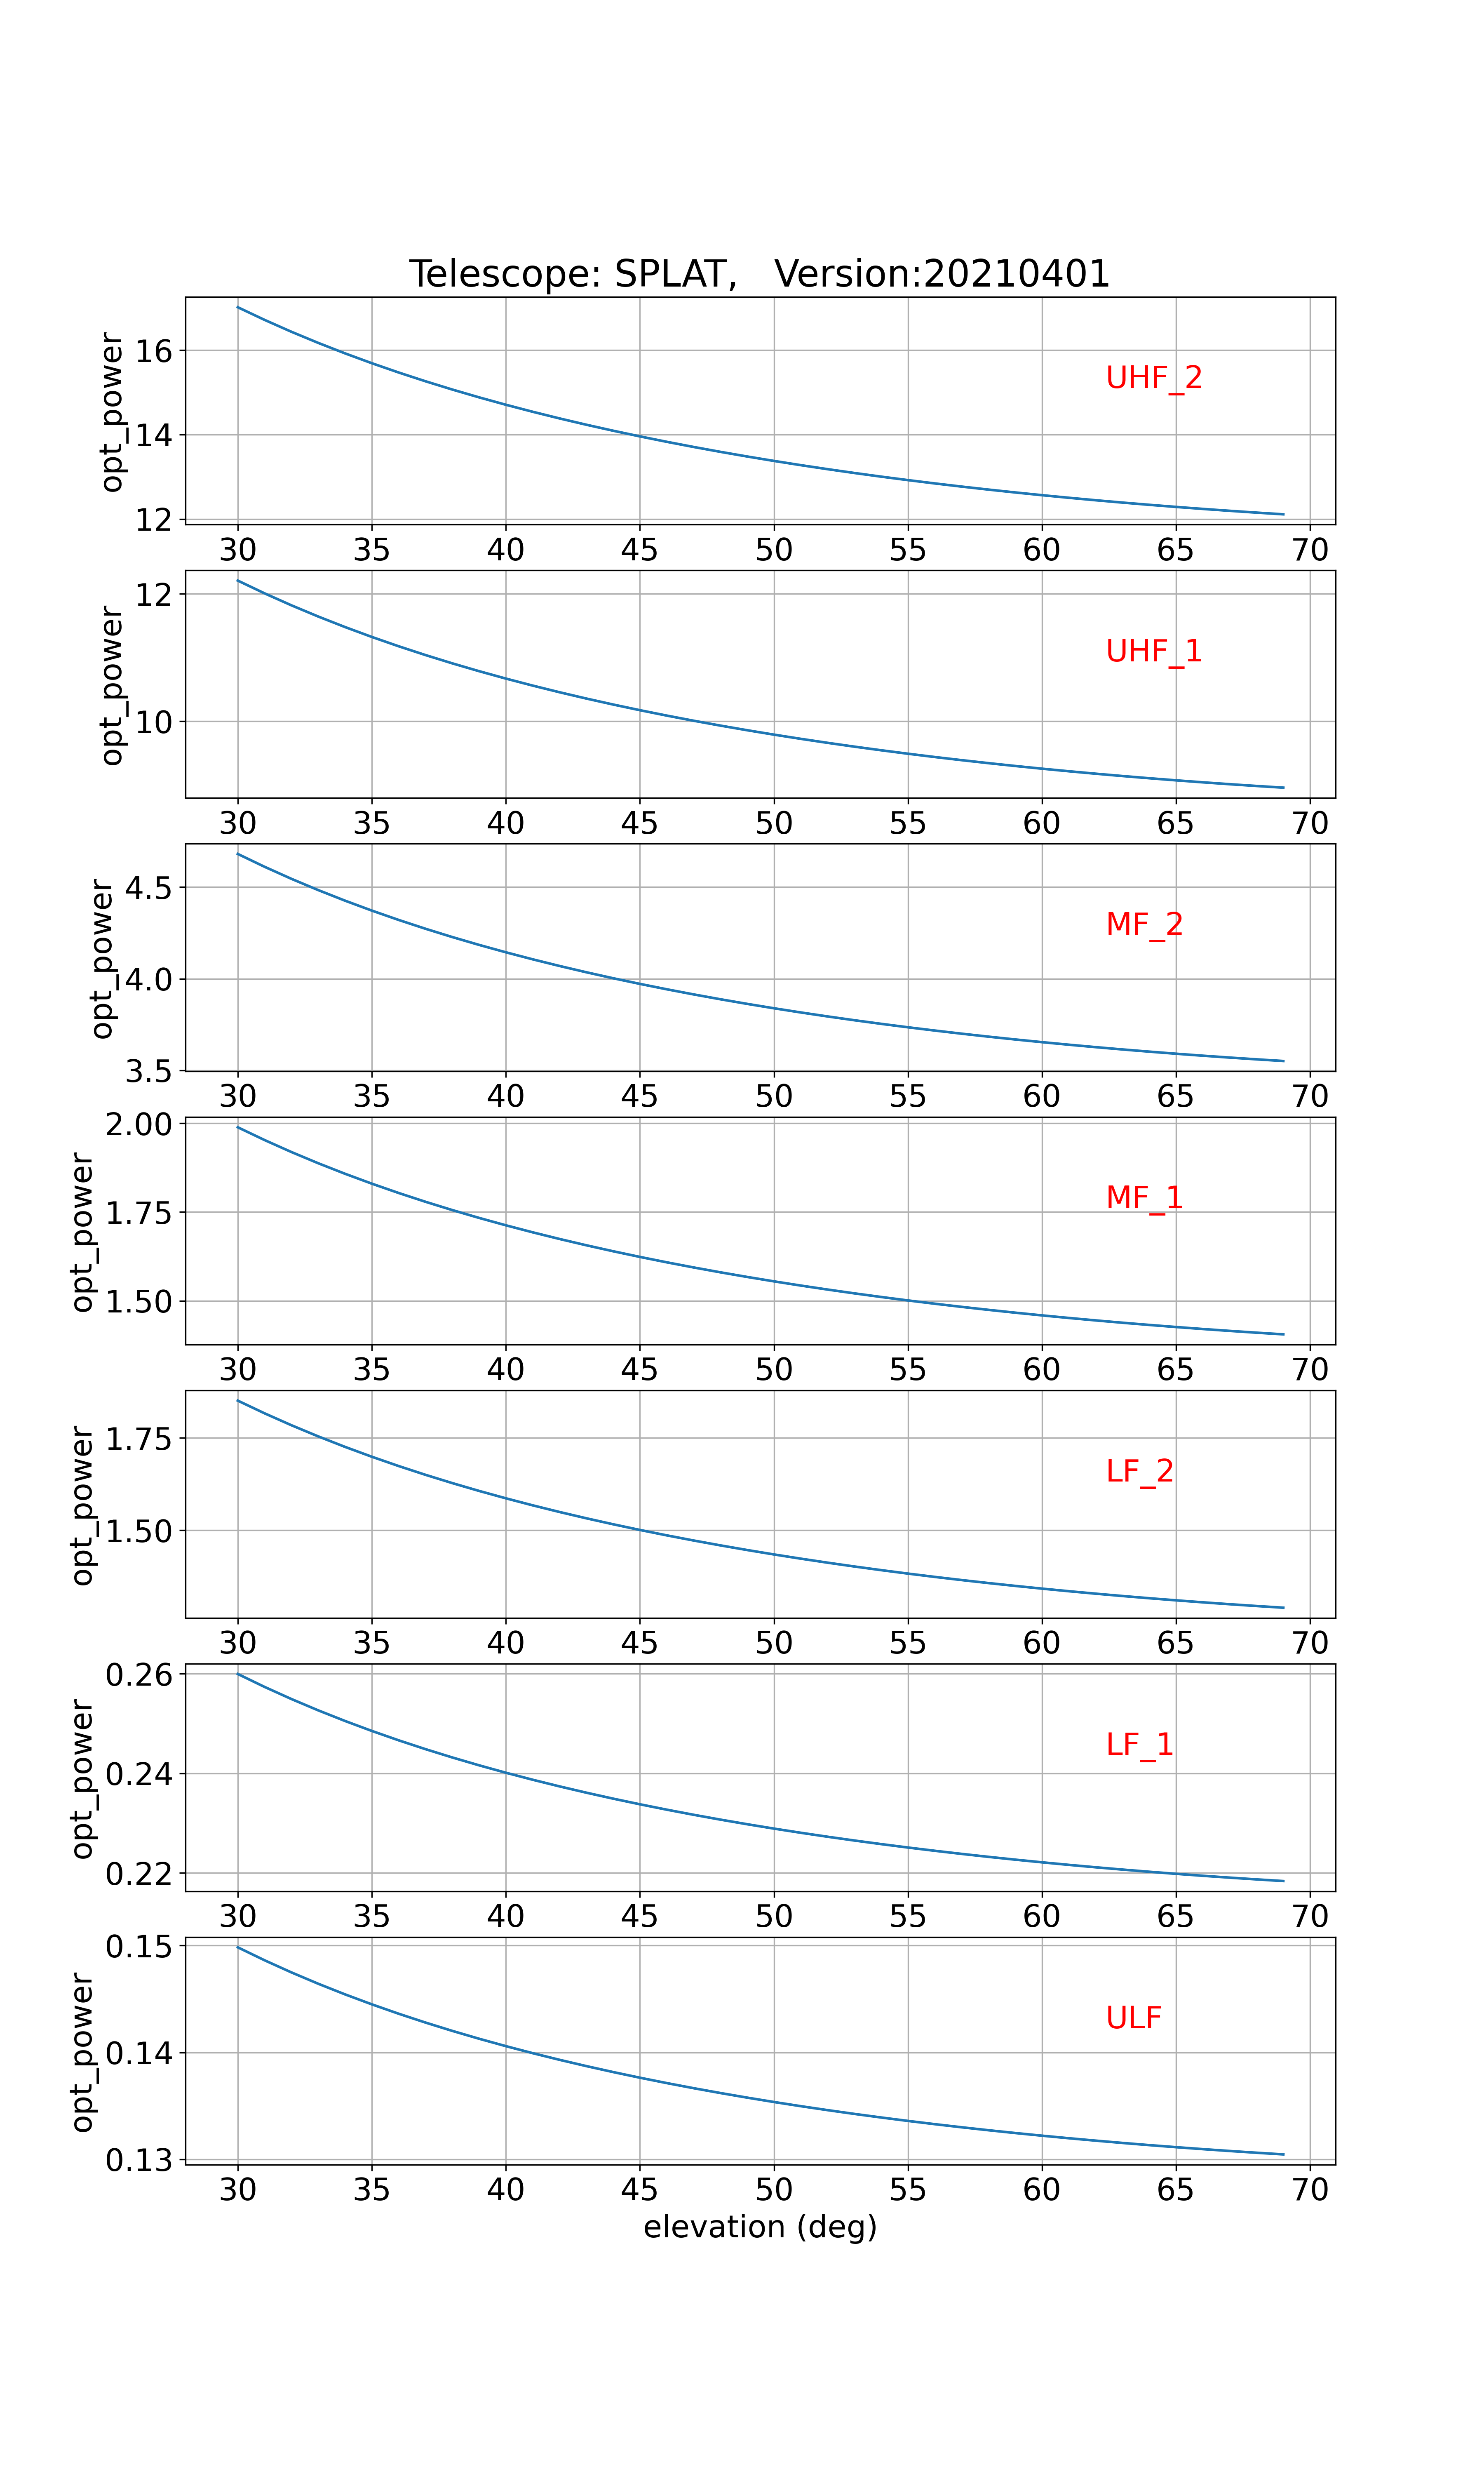 Telescope: SPLAT,   Version:20210401
opt_power
16
14
12
UHF_2
30 35 40 45 50 55 60 65 70
opt_power
12
10
UHF_1
30 35 40 45 50 55 60 65 70
opt_power
4.5
4.0
3.5
MF_2
30 35 40 45 50 55 60 65 70
opt_power
2.00
1.75
1.50
MF_1
30 35 40 45 50 55 60 65 70
opt_power
1.75
1.50
LF_2
30 35 40 45 50 55 60 65 70
opt_power
0.26
0.24
0.22
LF_1
30 35 40 45 50 55 60 65 70
opt_power
0.15
0.14
0.13
ULF
30 35 40 45 50 55 60 65 70
elevation (deg)